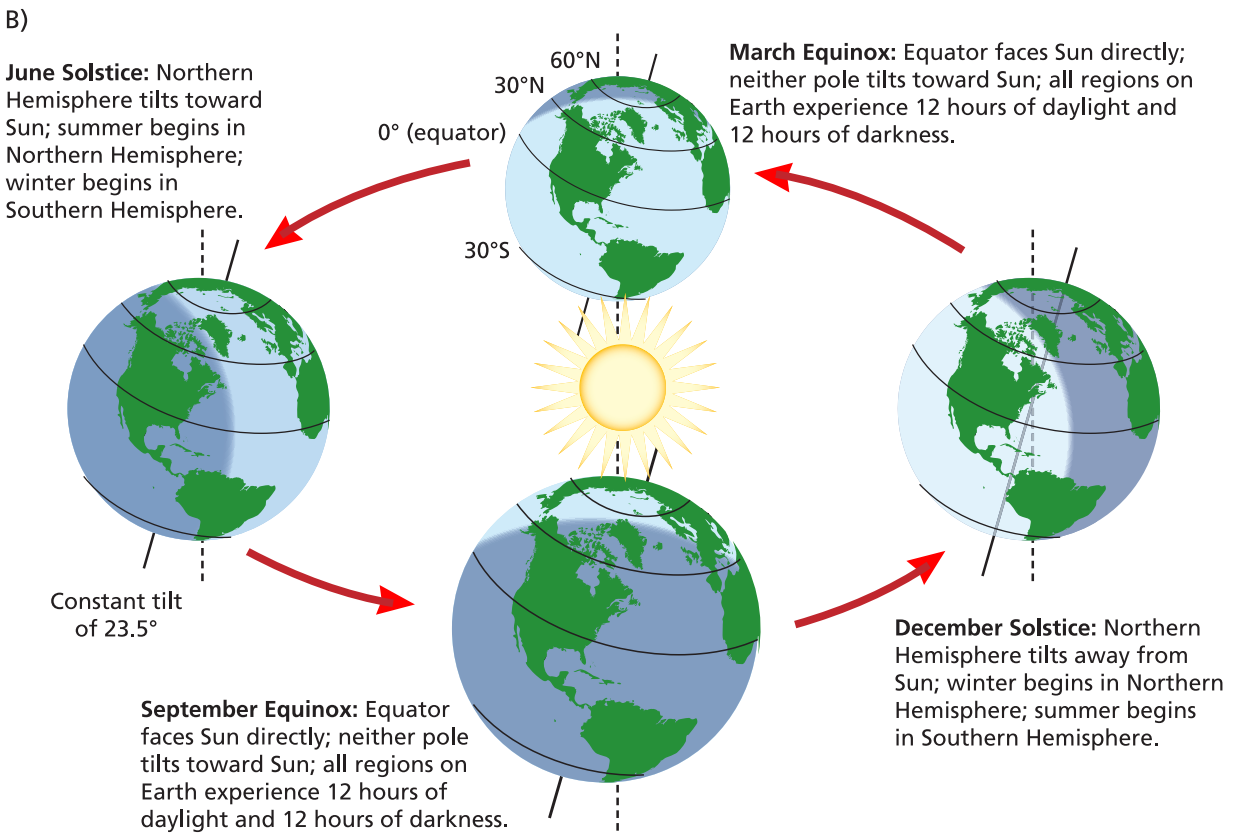 B)
June Solstice: Northern
Hemisphere tilts toward
Sun; summer begins in
Northern Hemisphere;
winter begins in
Southern Hemisphere.
60°N
30°N
0° (equator)
30°S
March Equinox: Equator faces Sun directly;
neither pole tilts toward Sun; all regions on
Earth experience 12 hours of daylight and
12 hours of darkness.
Constant tilt
of 23.5°
September Equinox: Equator
faces Sun directly; neither pole
tilts toward Sun; all regions on
Earth experience 12 hours of
daylight and 12 hours of darkness.
December Solstice: Northern
Hemisphere tilts away from
Sun; winter begins in Northern
Hemisphere; summer begins
in Southern Hemisphere.